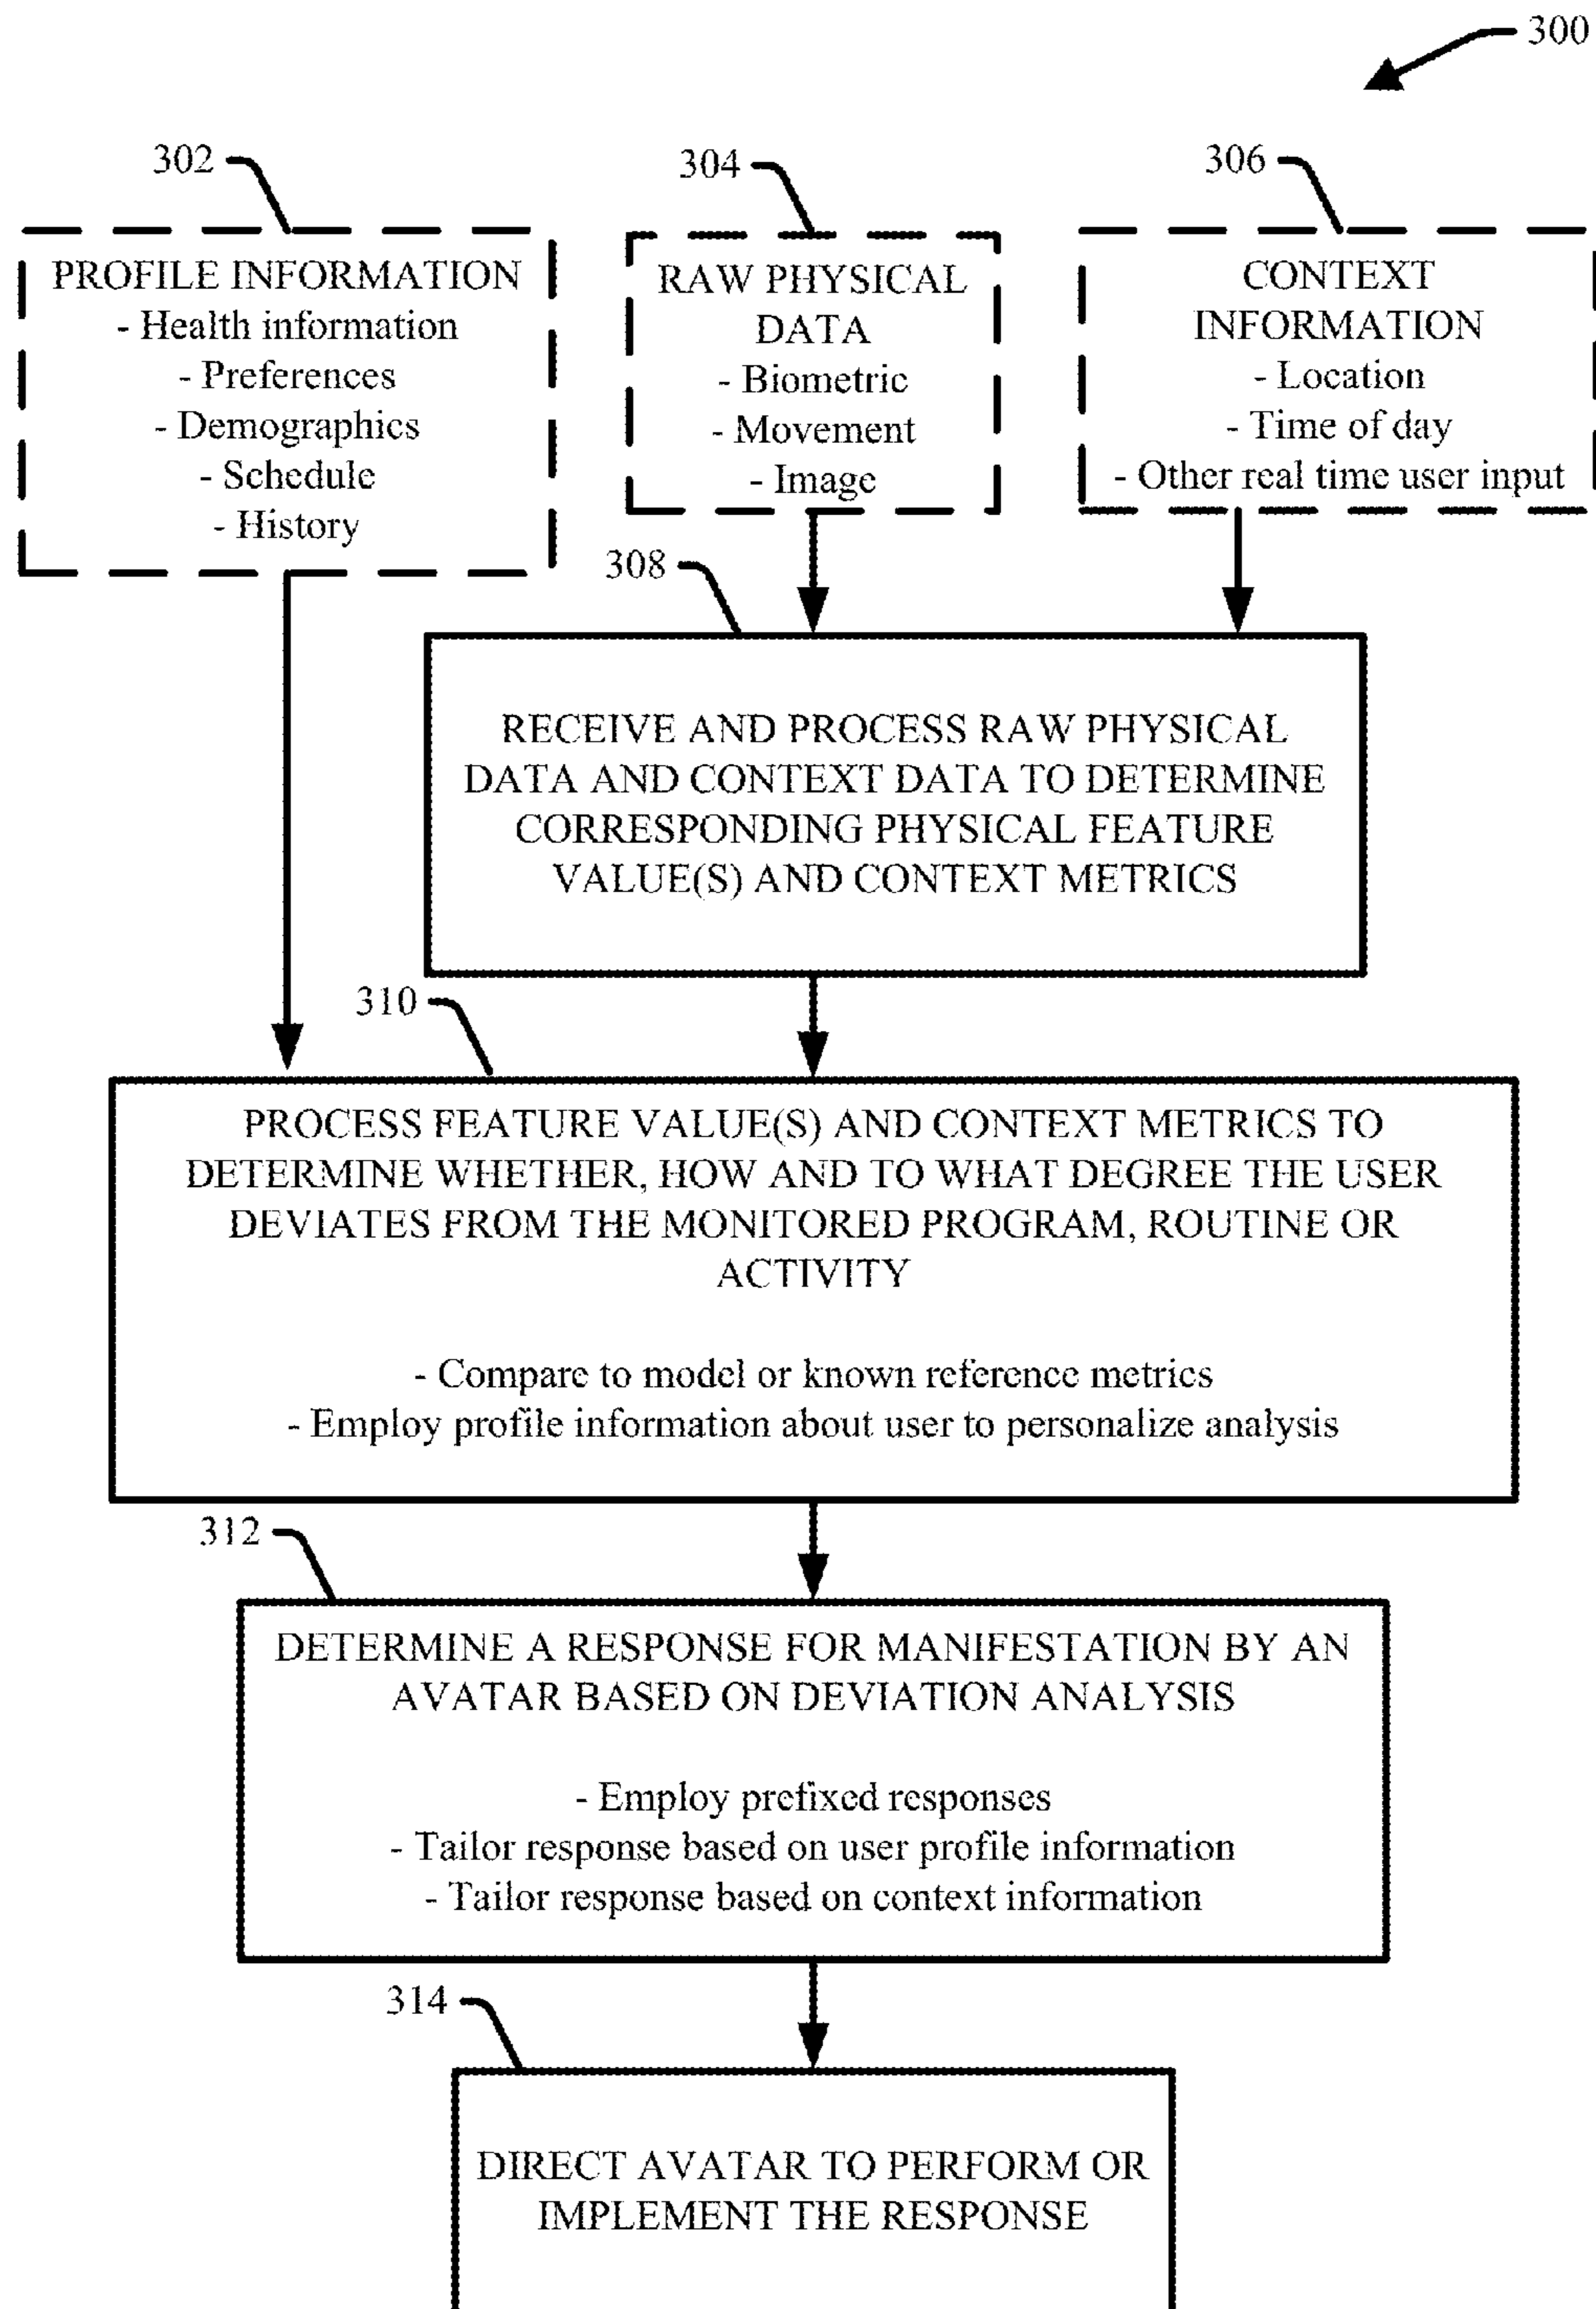 300
302
304
306
PROFILE INFORMATION
- Health information
- Preferences
- Demographics
- Schedule
- History
RAW PHYSICAL
DATA
- Biometric
- Movement
- Image
CONTEXT
INFORMATION
- Location
- Time of day
- Other real time user input
308
RECEIVE AND PROCESS RAW PHYSICAL
DATA AND CONTEXT DATA TO DETERMINE
CORRESPONDING PHYSICAL FEATURE
VALUE(S) AND CONTEXT METRICS
310
PROCESS FEATURE VALUE(S) AND CONTEXT METRICS TO
DETERMINE WHETHER, HOW AND TO WHAT DEGREE THE USER
DEVIATES FROM THE MONITORED PROGRAM, ROUTINE OR
ACTIVITY
- Compare to model or known reference metrics
- Employ profile information about user to personalize analysis
312
DETERMINE A RESPONSE FOR MANIFESTATION BY AN
AVATAR BASED ON DEVIATION ANALYSIS
- Employ prefixed responses
- Tailor response based on user profile information
- Tailor response based on context information
314
DIRECT AVATAR TO PERFORM OR
IMPLEMENT THE RESPONSE